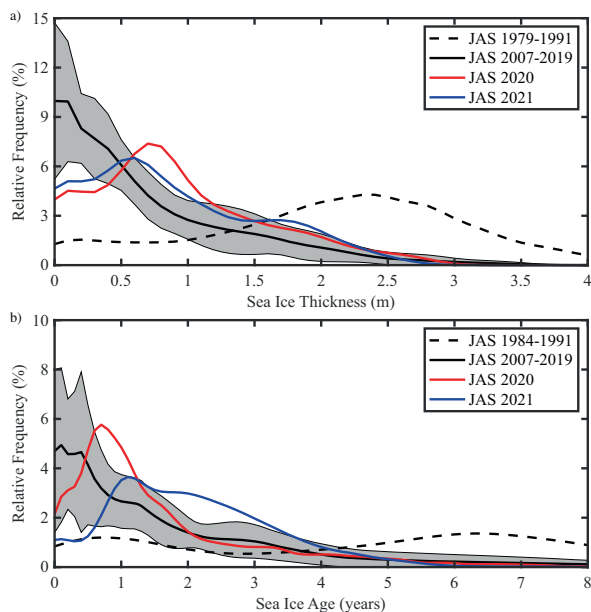 a)
15
12
9
6
3
0
Relative Frequency (%)
JAS 1979-1991
JAS 2007-2019
JAS 2020
JAS 2021
0 0.5 1 1.5 2 2.5 3 3.5 4
Sea Ice Thickness (m)
b)
10
8
6
4
2
0
Relative Frequency (%)
JAS 1984-1991
JAS 2007-2019
JAS 2020
JAS 2021
0 1 2 3 4 5 6 7 8
Sea Ice Age (years)